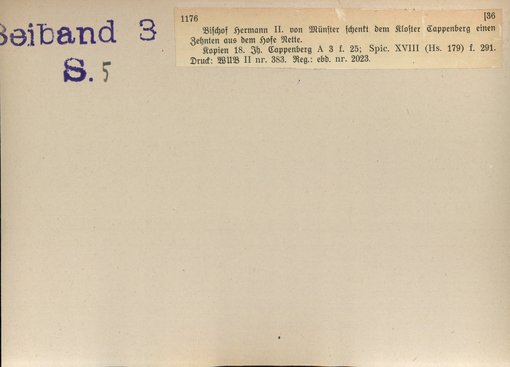 Beiband 3
S. 5
1176 [36
Bischof Hermann II. von Münster schenkt dem Kloster Cappenberg einen
Zehnten aus dem Hofe Nette.
Kopien 18. Jh. Cappenberg A 3 f. 25; Spic. XVIII (Hs. 179) f. 291.
Druck: WUB II nr. 383. Reg.: ebd. nr. 2023.